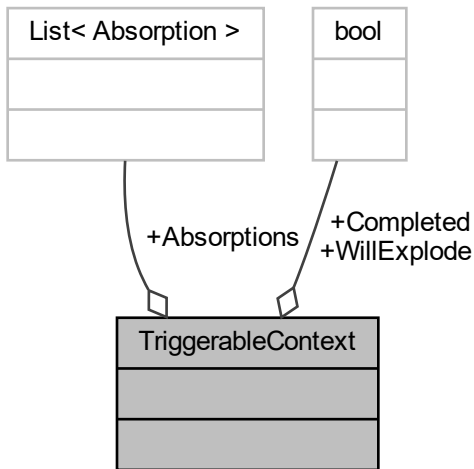 List< Absorption >
bool
+Absorptions
+Completed
+WillExplode
TriggerableContext